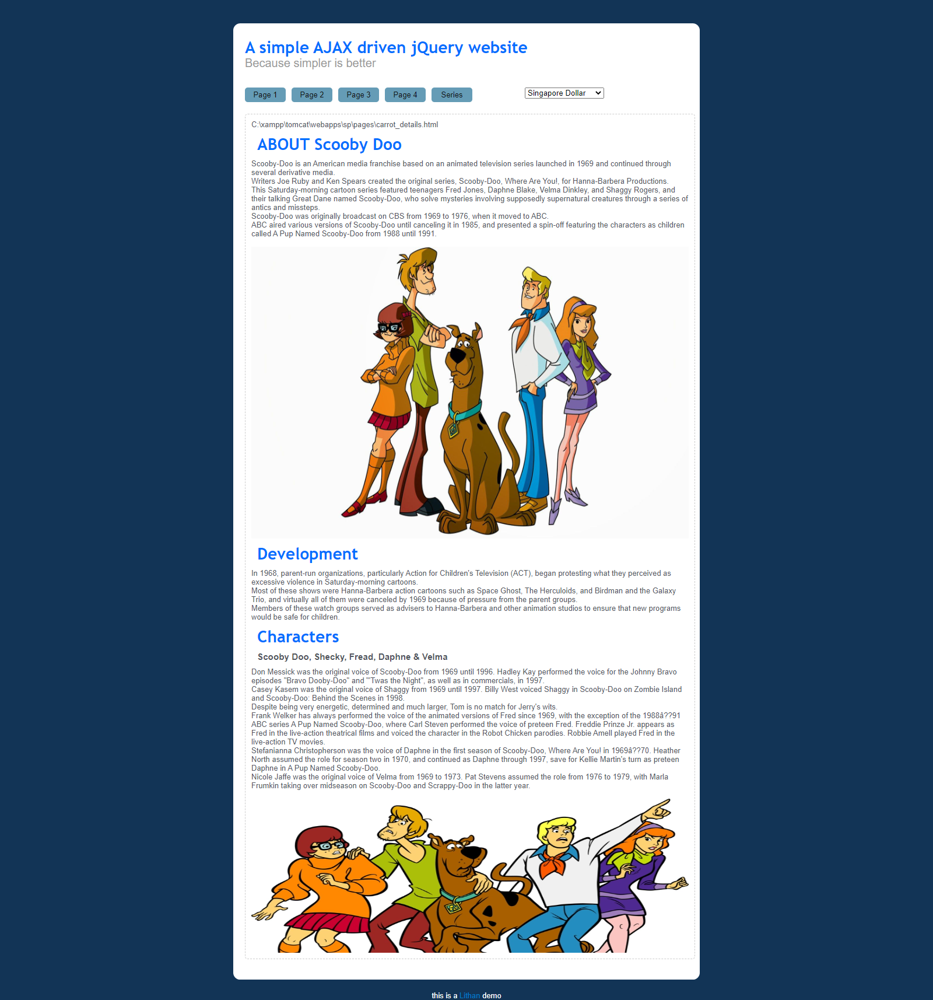 A simple AJAX driven jQuery website
Because simpler is better
Page 1 Page 2 Page 3 Page 4 Series Singapore Dollar
C:\xampp\tomcat\webapps\sp\pages\carrot_details.html
ABOUT Scooby Doo
Scooby-Doo is an American media franchise based on an animated television series launched in 1969 and continued through
several derivative media.
Writers Joe Ruby and Ken Spears created the original series, Scooby-Doo, Where Are You!, for Hanna-Barbera Productions.
This Saturday-morning cartoon series featured teenagers Fred Jones, Daphne Blake, Velma Dinkley, and Shaggy Rogers, and
their talking Great Dane named Scooby-Doo, who solve mysteries involving supposedly supernatural creatures through a series of
antics and missteps.
Scooby-Doo was originally broadcast on CBS from 1969 to 1976, when it moved to ABC.
ABC aired various versions of Scooby-Doo until canceling it in 1985, and presented a spin-off featuring the characters as children
called A Pup Named Scooby-Doo from 1988 until 1991.
Development
In 1968, parent-run organizations, particularly Action for Children's Television (ACT), began protesting what they perceived as
excessive violence in Saturday-morning cartoons.
Most of these shows were Hanna-Barbera action cartoons such as Space Ghost, The Herculoids, and Birdman and the Galaxy
Trio, and virtually all of them were canceled by 1969 because of pressure from the parent groups.
Members of these watch groups served as advisers to Hanna-Barbera and other animation studios to ensure that new programs
would be safe for children.
Characters
Scooby Doo, Shecky, Fread, Daphne & Velma
Don Messick was the original voice of Scooby-Doo from 1969 until 1996. Hadley Kay performed the voice for the Johnny Bravo
episodes "Bravo Dooby-Doo" and "'Twas the Night", as well as in commercials, in 1997.
Casey Kasem was the original voice of Shaggy from 1969 until 1997. Billy West voiced Shaggy in Scooby-Doo on Zombie Island
and Scooby-Doo: Behind the Scenes in 1998.
Despite being very energetic, determined and much larger, Tom is no match for Jerry's wits.
Frank Welker has always performed the voice of the animated versions of Fred since 1969, with the exception of the 1988â??91
ABC series A Pup Named Scooby-Doo, where Carl Steven performed the voice of preteen Fred. Freddie Prinze Jr. appears as
Fred in the live-action theatrical films and voiced the character in the Robot Chicken parodies. Robbie Amell played Fred in the
live-action TV movies.
Stefanianna Christopherson was the voice of Daphne in the first season of Scooby-Doo, Where Are You! in 1969â??70. Heather
North assumed the role for season two in 1970, and continued as Daphne through 1997, save for Kellie Martin's turn as preteen
Daphne in A Pup Named Scooby-Doo.
Nicole Jaffe was the original voice of Velma from 1969 to 1973. Pat Stevens assumed the role from 1976 to 1979, with Marla
Frumkin taking over midseason on Scooby-Doo and Scrappy-Doo in the latter year.
this is a Lithan demo